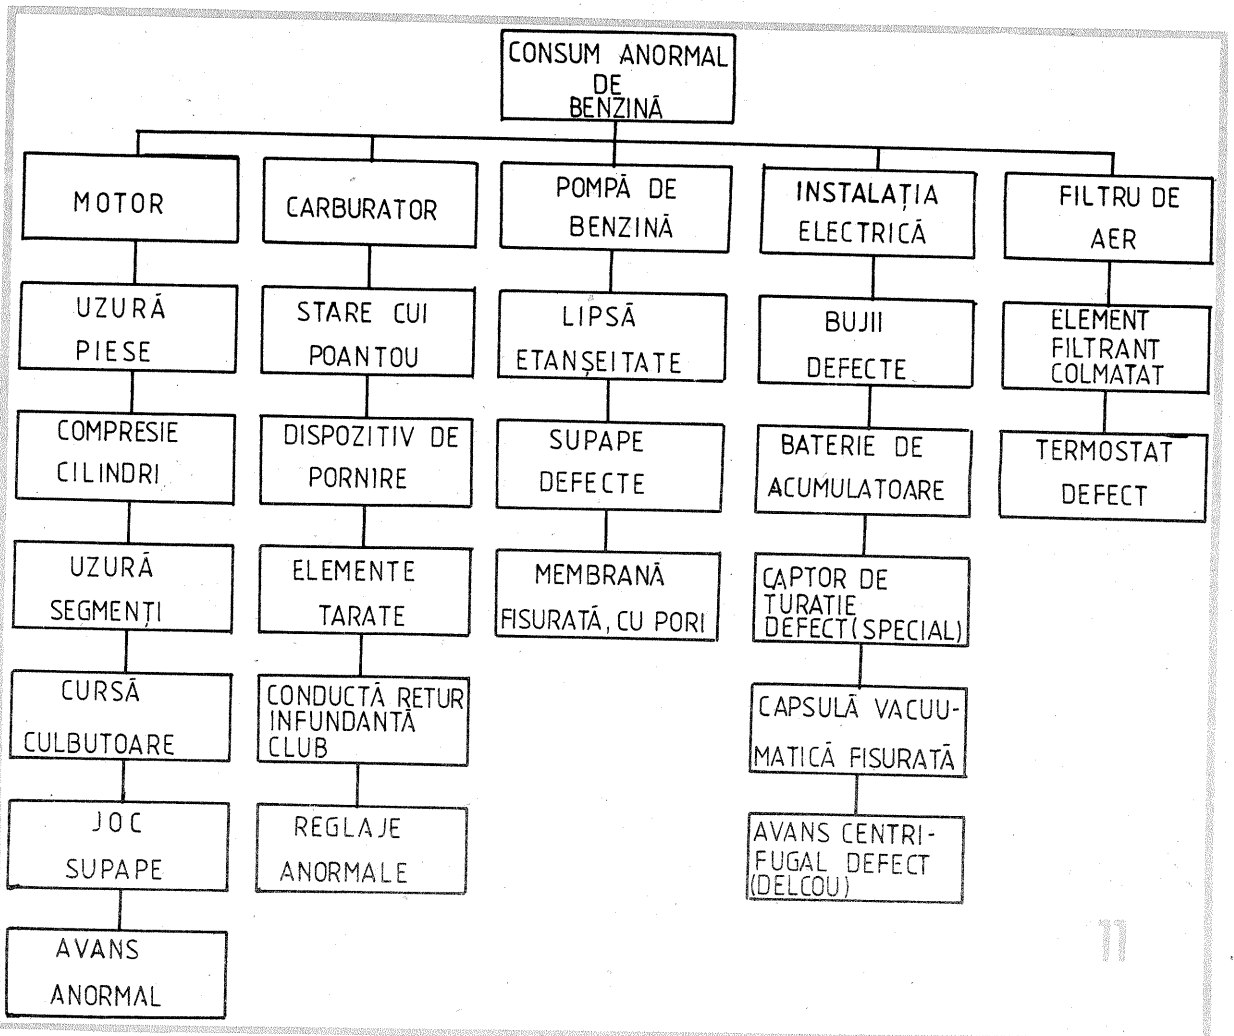 CONSUM ANORMAL
DE
BENZINĂ
MOTOR
UZURĂ
PIESE
COMPRESIE
CILINDRI
UZURĂ
SEGMENȚI
CURSĂ
CULBUTOARE
JOC
SUPAPE
AVANS
ANORMAL
CARBURATOR
STARE CUI
POANTOU
DISPOZITIV DE
PORNIRE
ELEMENTE
TARATE
CONDUCTĂ RETUR
INFUNDANTĂ
CLUB
REGLAJE
ANORMALE
POMPĂ DE
BENZINĂ
LIPSĂ
ETANȘEITATE
SUPAPE
DEFECTE
MEMBRANĂ
FISURATĂ, CU PORI
INSTALAȚIA
ELECTRICĂ
BUJII
DEFECTE
BATERIE DE
ACUMULATOARE
CAPTOR DE
TURATIE
DEFECT(SPECIAL)
CAPSULĂ VACUU-
MATICĂ FISURATĂ
AVANS CENTRI-
FUGAL DEFECT
(DELCOU)
FILTRU DE
AER
ELEMENT
FILTRANT
COLMATAT
TERMOSTAT
DEFECT
11